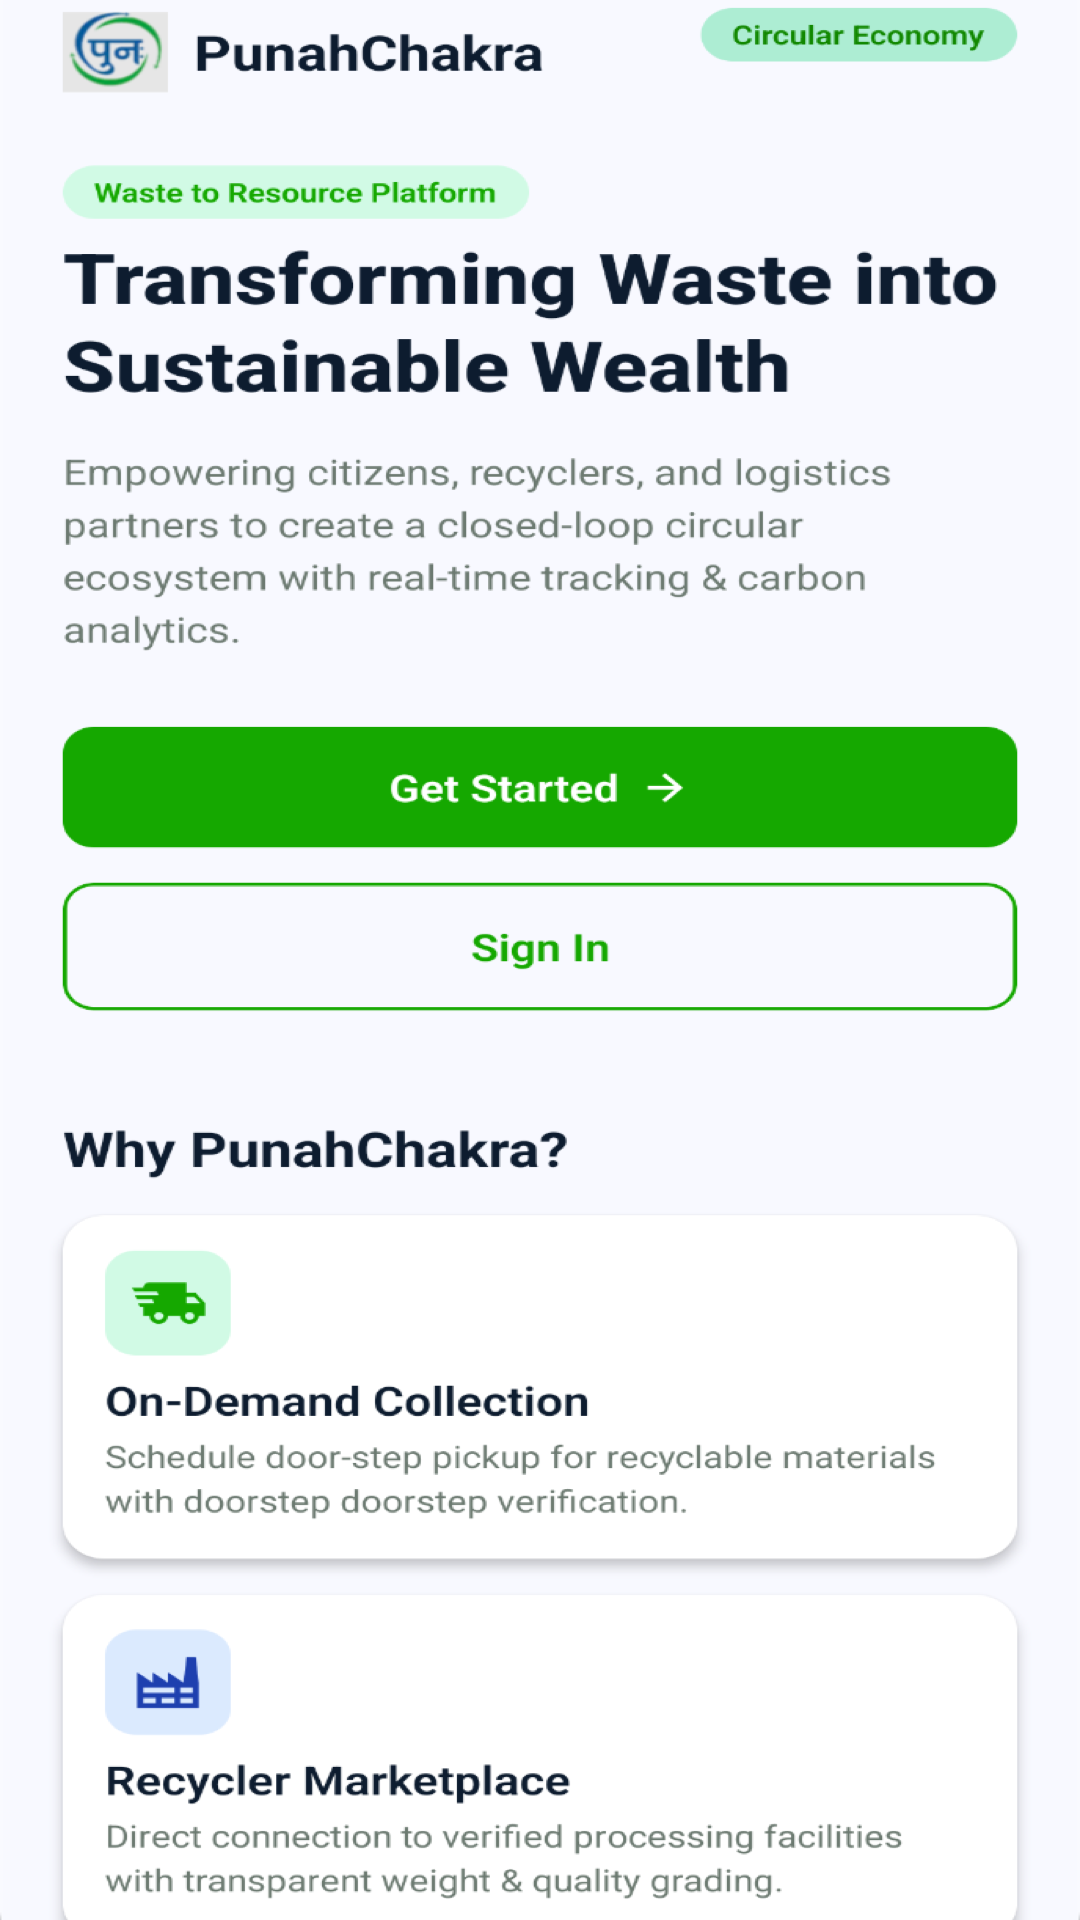 पुनः
PunahChakra
Circular Economy
Waste to Resource Platform
Transforming Waste into
Sustainable Wealth
Empowering citizens, recyclers, and logistics
partners to create a closed-loop circular
ecosystem with real-time tracking & carbon
analytics.
Get Started →
Sign In
Why PunahChakra?
On-Demand Collection
Schedule door-step pickup for recyclable materials
with doorstep doorstep verification.
Recycler Marketplace
Direct connection to verified processing facilities
with transparent weight & quality grading.